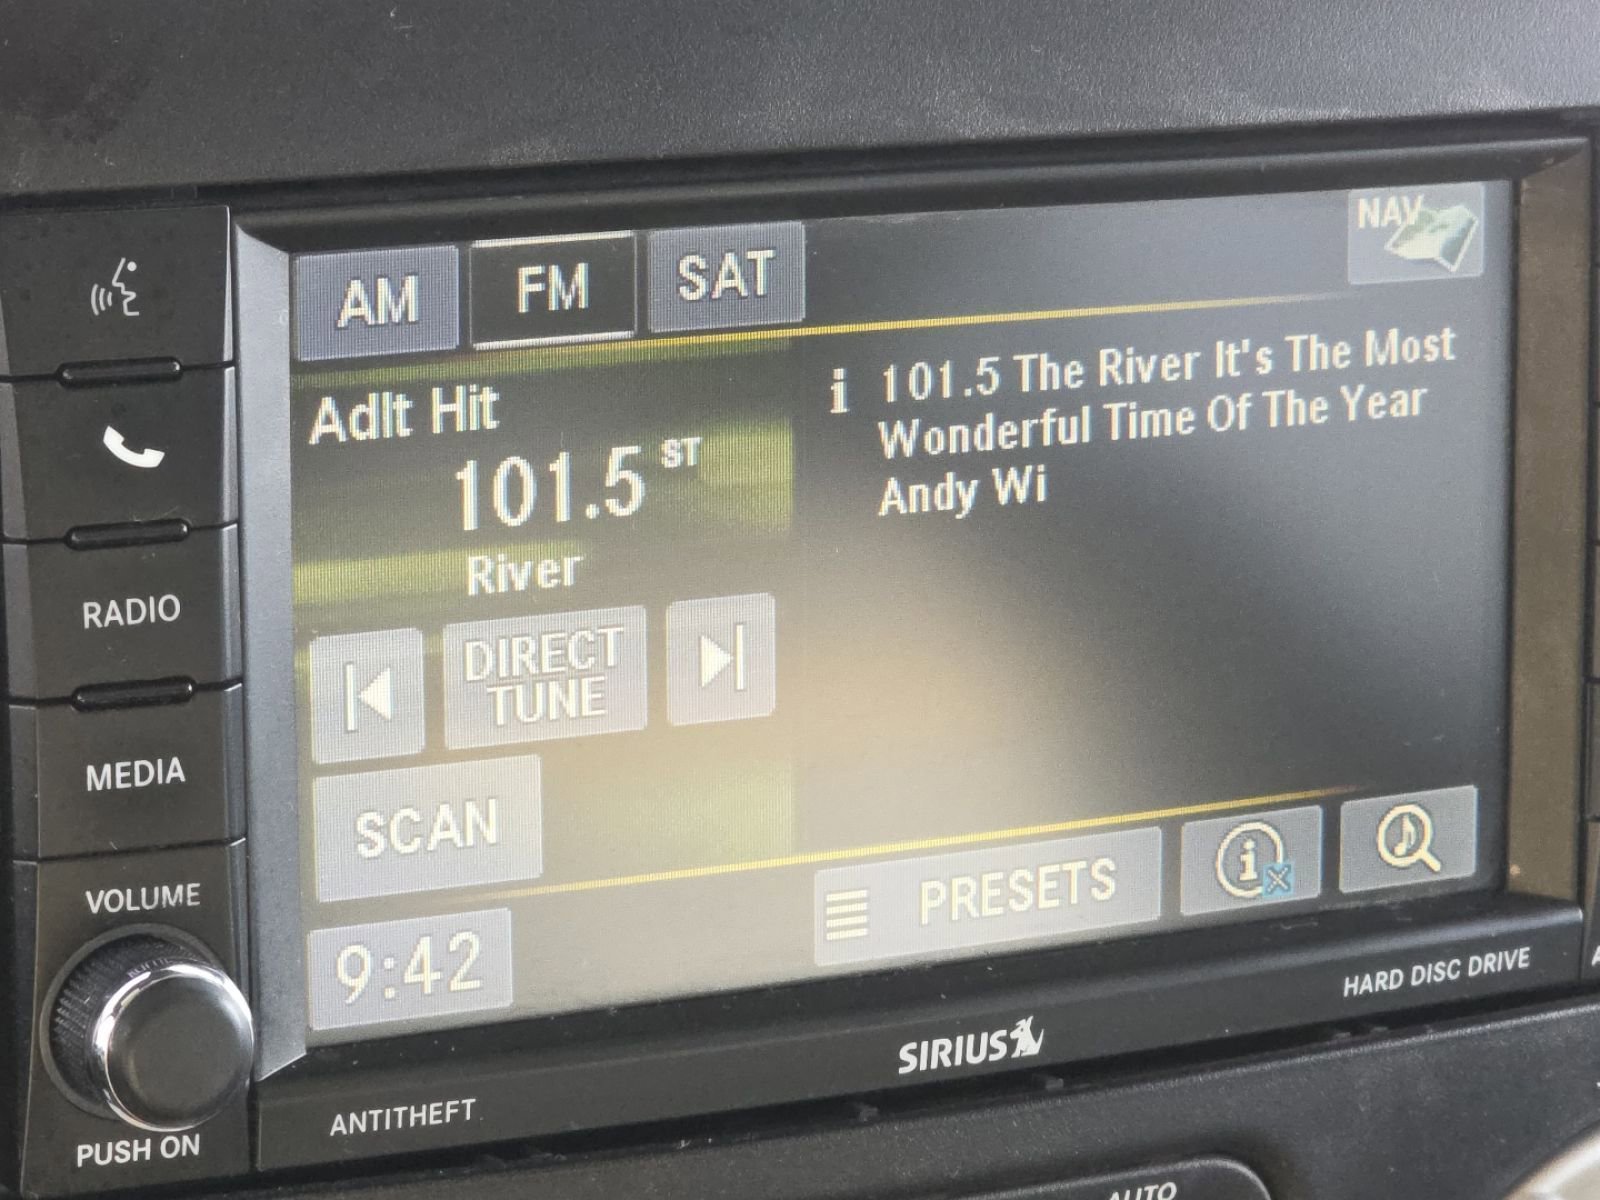 AM
FM
SAT
NAV
Adlt Hit
101.5 ST
River
i 101.5 The River It's The Most
Wonderful Time Of The Year
Andy Wi
DIRECT
TUNE
SCAN
PRESETS
9:42
RADIO
MEDIA
VOLUME
PUSH ON
ANTITHEFT
SIRIUS
HARD DISC DRIVE
AUTO